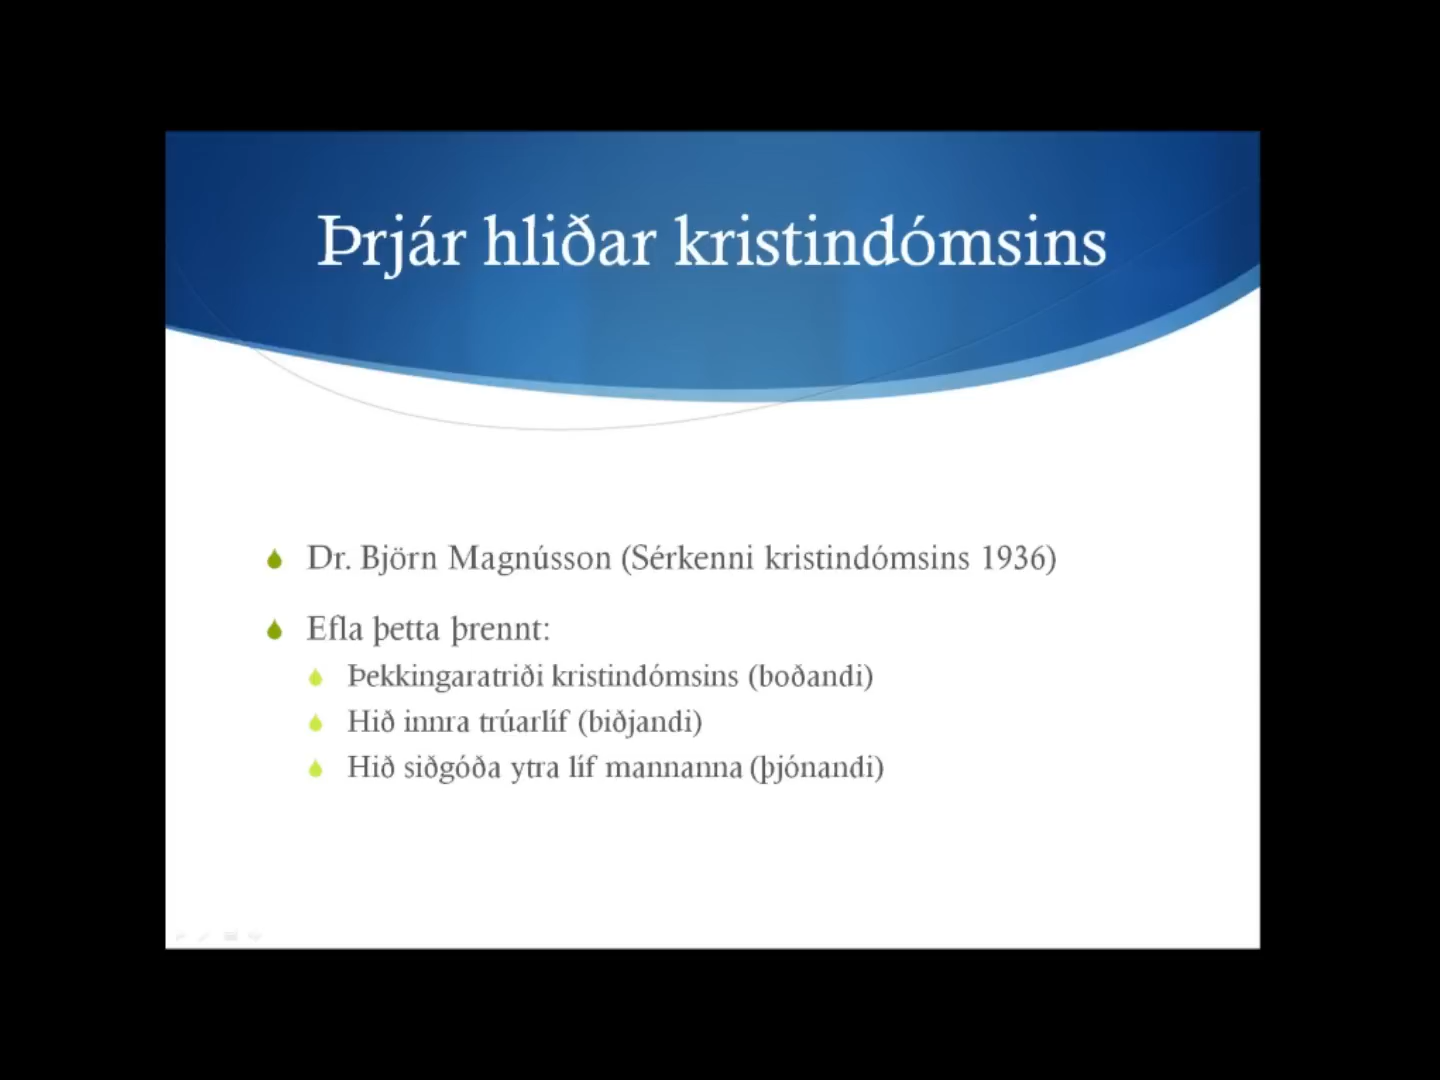 Þrjár hliðar kristindómsins
Dr. Björn Magnússon (Sérkenni kristindómsins 1936)
Efla þetta þrennt:
Þekkingaratriði kristindómsins (boðandi)
Hið innra trúarlíf (biðjandi)
Hið siðgóða ytra líf mannanna (þjónandi)